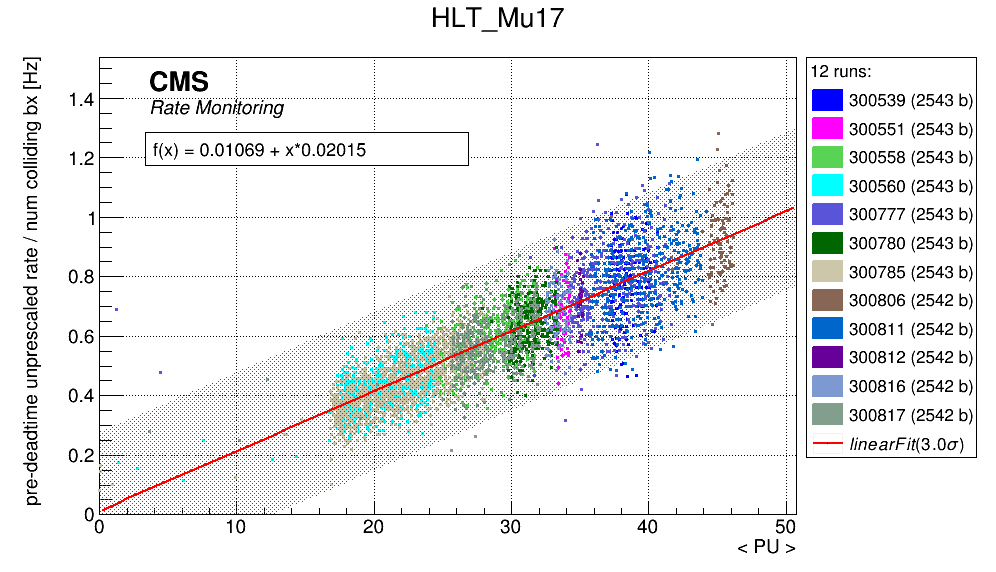 HLT_Mu17
pre-deadtime unprescaled rate / num colliding bx [Hz]
CMS
Rate Monitoring
f(x) = 0.01069 + x*0.02015
1.4
1.2
1
0.8
0.6
0.4
0.2
0
0 10 20 30 40 50
< PU >
12 runs:
300539 (2543 b)
300551 (2543 b)
300558 (2543 b)
300560 (2543 b)
300777 (2543 b)
300780 (2543 b)
300785 (2543 b)
300806 (2542 b)
300811 (2542 b)
300812 (2542 b)
300816 (2542 b)
300817 (2542 b)
linearFit(3.0σ)